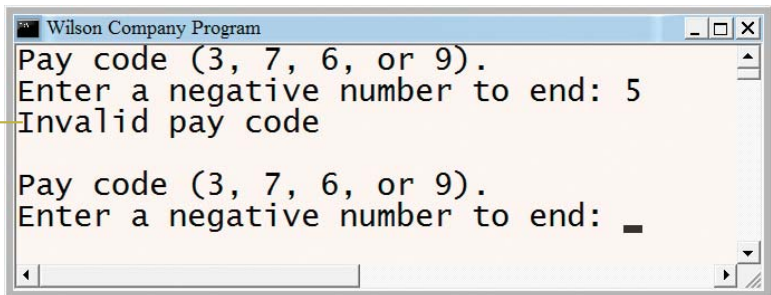 Wilson Company Program
Pay code (3, 7, 6, or 9).
Enter a negative number to end: 5
Invalid pay code
Pay code (3, 7, 6, or 9).
Enter a negative number to end: _